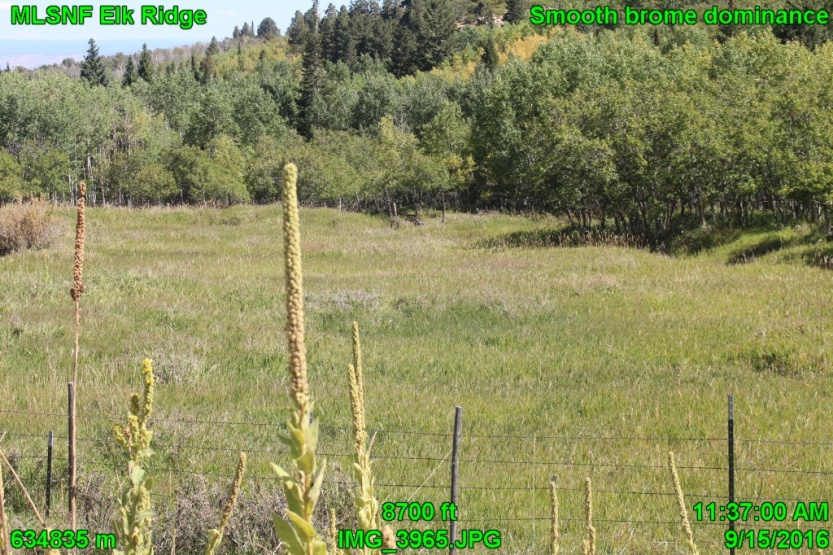 MLSNF Elk Ridge
Smooth brome dominance
8700 ft
11:37:00 AM
634835 m
IMG_3965.JPG
9/15/2016